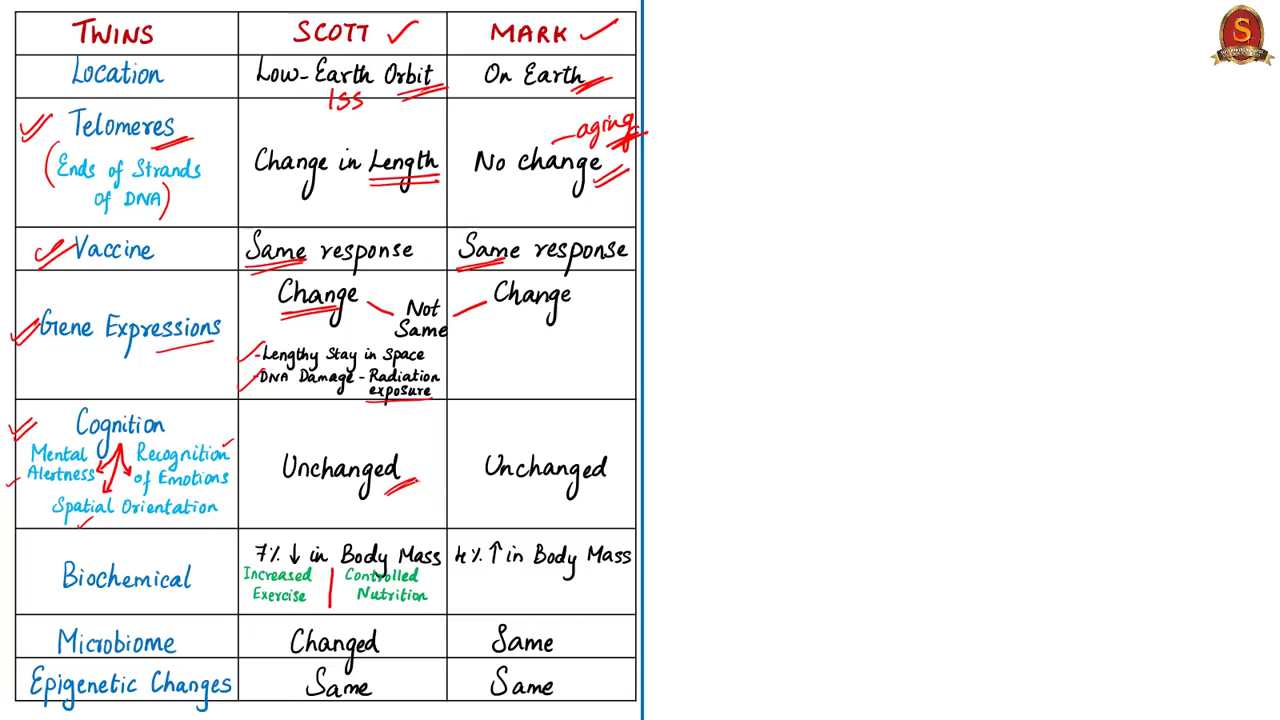 TWINS SCOTT MARK
Location Low-Earth Orbit On Earth
ISS
Telomeres
(Ends of Strands
of DNA)
Change in Length
-aging
No change
Vaccine Same response Same response
Gene Expressions
Change
Not
Same
Change
-Lengthy Stay in Space
-DNA Damage - Radiation
exposure
Cognition
Mental
Alertness
Recognition
of Emotions
Spatial Orientation
Unchanged Unchanged
Biochemical
7% ↓ in Body Mass
Increased
Exercise
Controlled
Nutrition
4% ↑ in Body Mass
Microbiome Changed Same
Epigenetic Changes Same Same
S